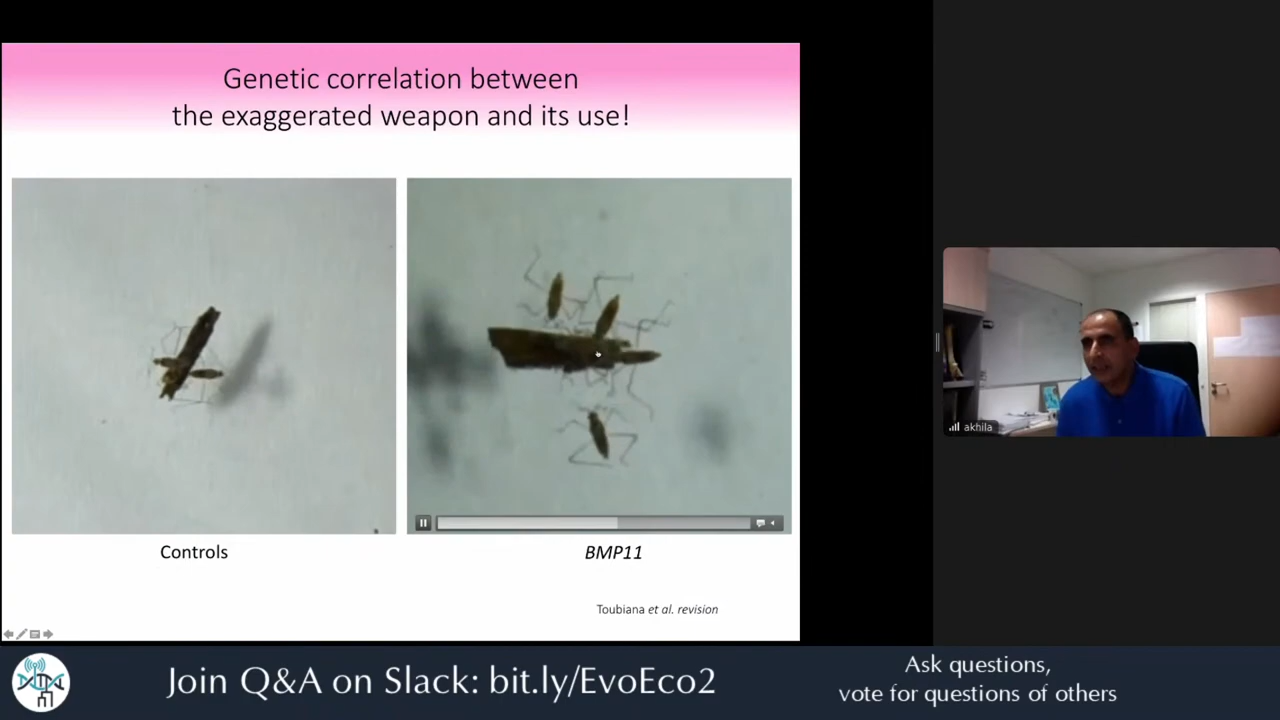 Genetic correlation between
the exaggerated weapon and its use!
Controls
BMP11
Toubiana et al. revision
akhila
Join Q&A on Slack: bit.ly/EvoEco2
Ask questions,
vote for questions of others